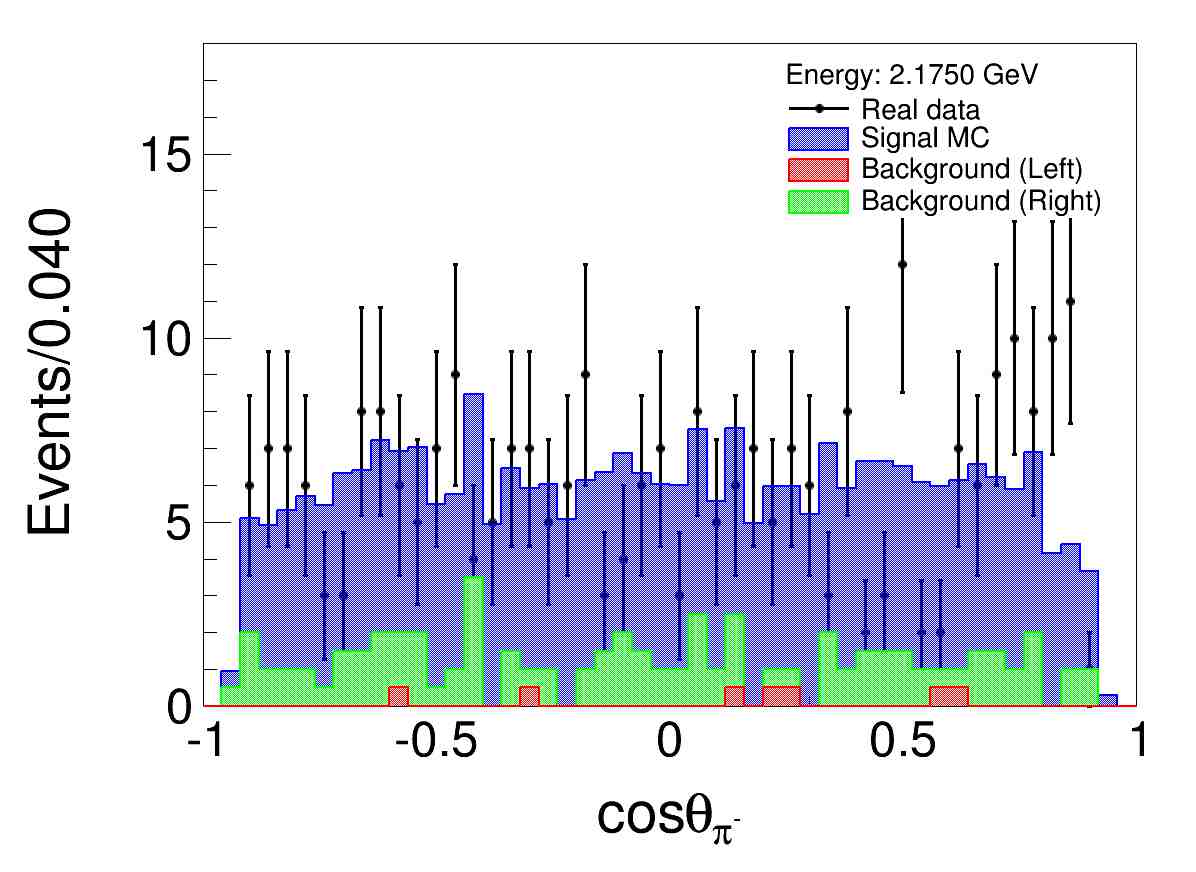 Energy: 2.1750 GeV
Real data
Signal MC
Background (Left)
Background (Right)
Events/0.040
15
10
5
0
-1 -0.5 0 0.5 1
cosθπ-